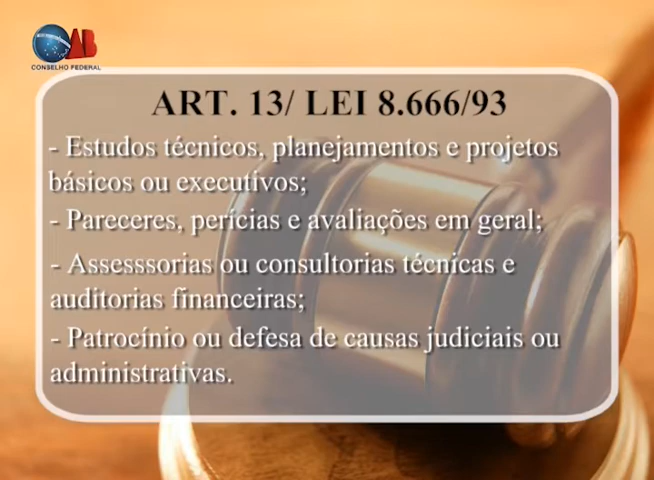 OAB
CONSELHO FEDERAL
ART. 13/ LEI 8.666/93
- Estudos técnicos, planejamentos e projetos
básicos ou executivos;
- Pareceres, perícias e avaliações em geral;
- Assesssorias ou consultorias técnicas e
auditorias financeiras;
- Patrocínio ou defesa de causas judiciais ou
administrativas.